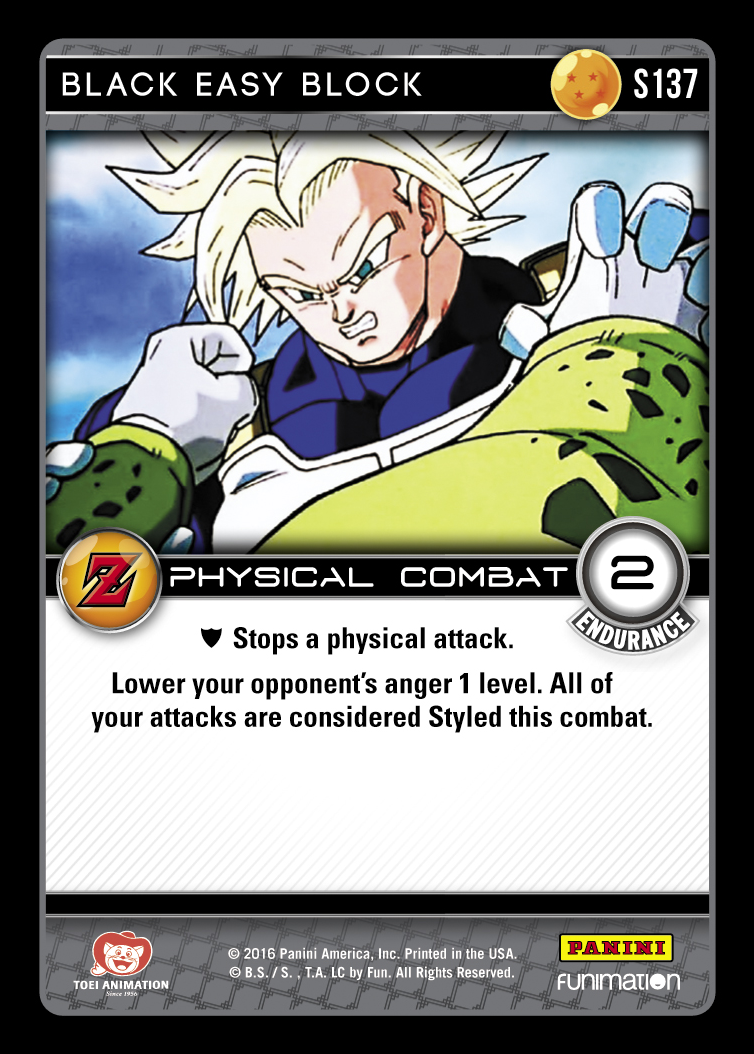 BLACK EASY BLOCK
S137
Z
PHYSICAL COMBAT
2
ENDURANCE
Stops a physical attack.
Lower your opponent's anger 1 level. All of
your attacks are considered Styled this combat.
TOEI ANIMATION
Since 1956
© 2016 Panini America, Inc. Printed in the USA.
© B.S. / S. , T.A. LC by Fun. All Rights Reserved.
PANINI
FUNIMATION